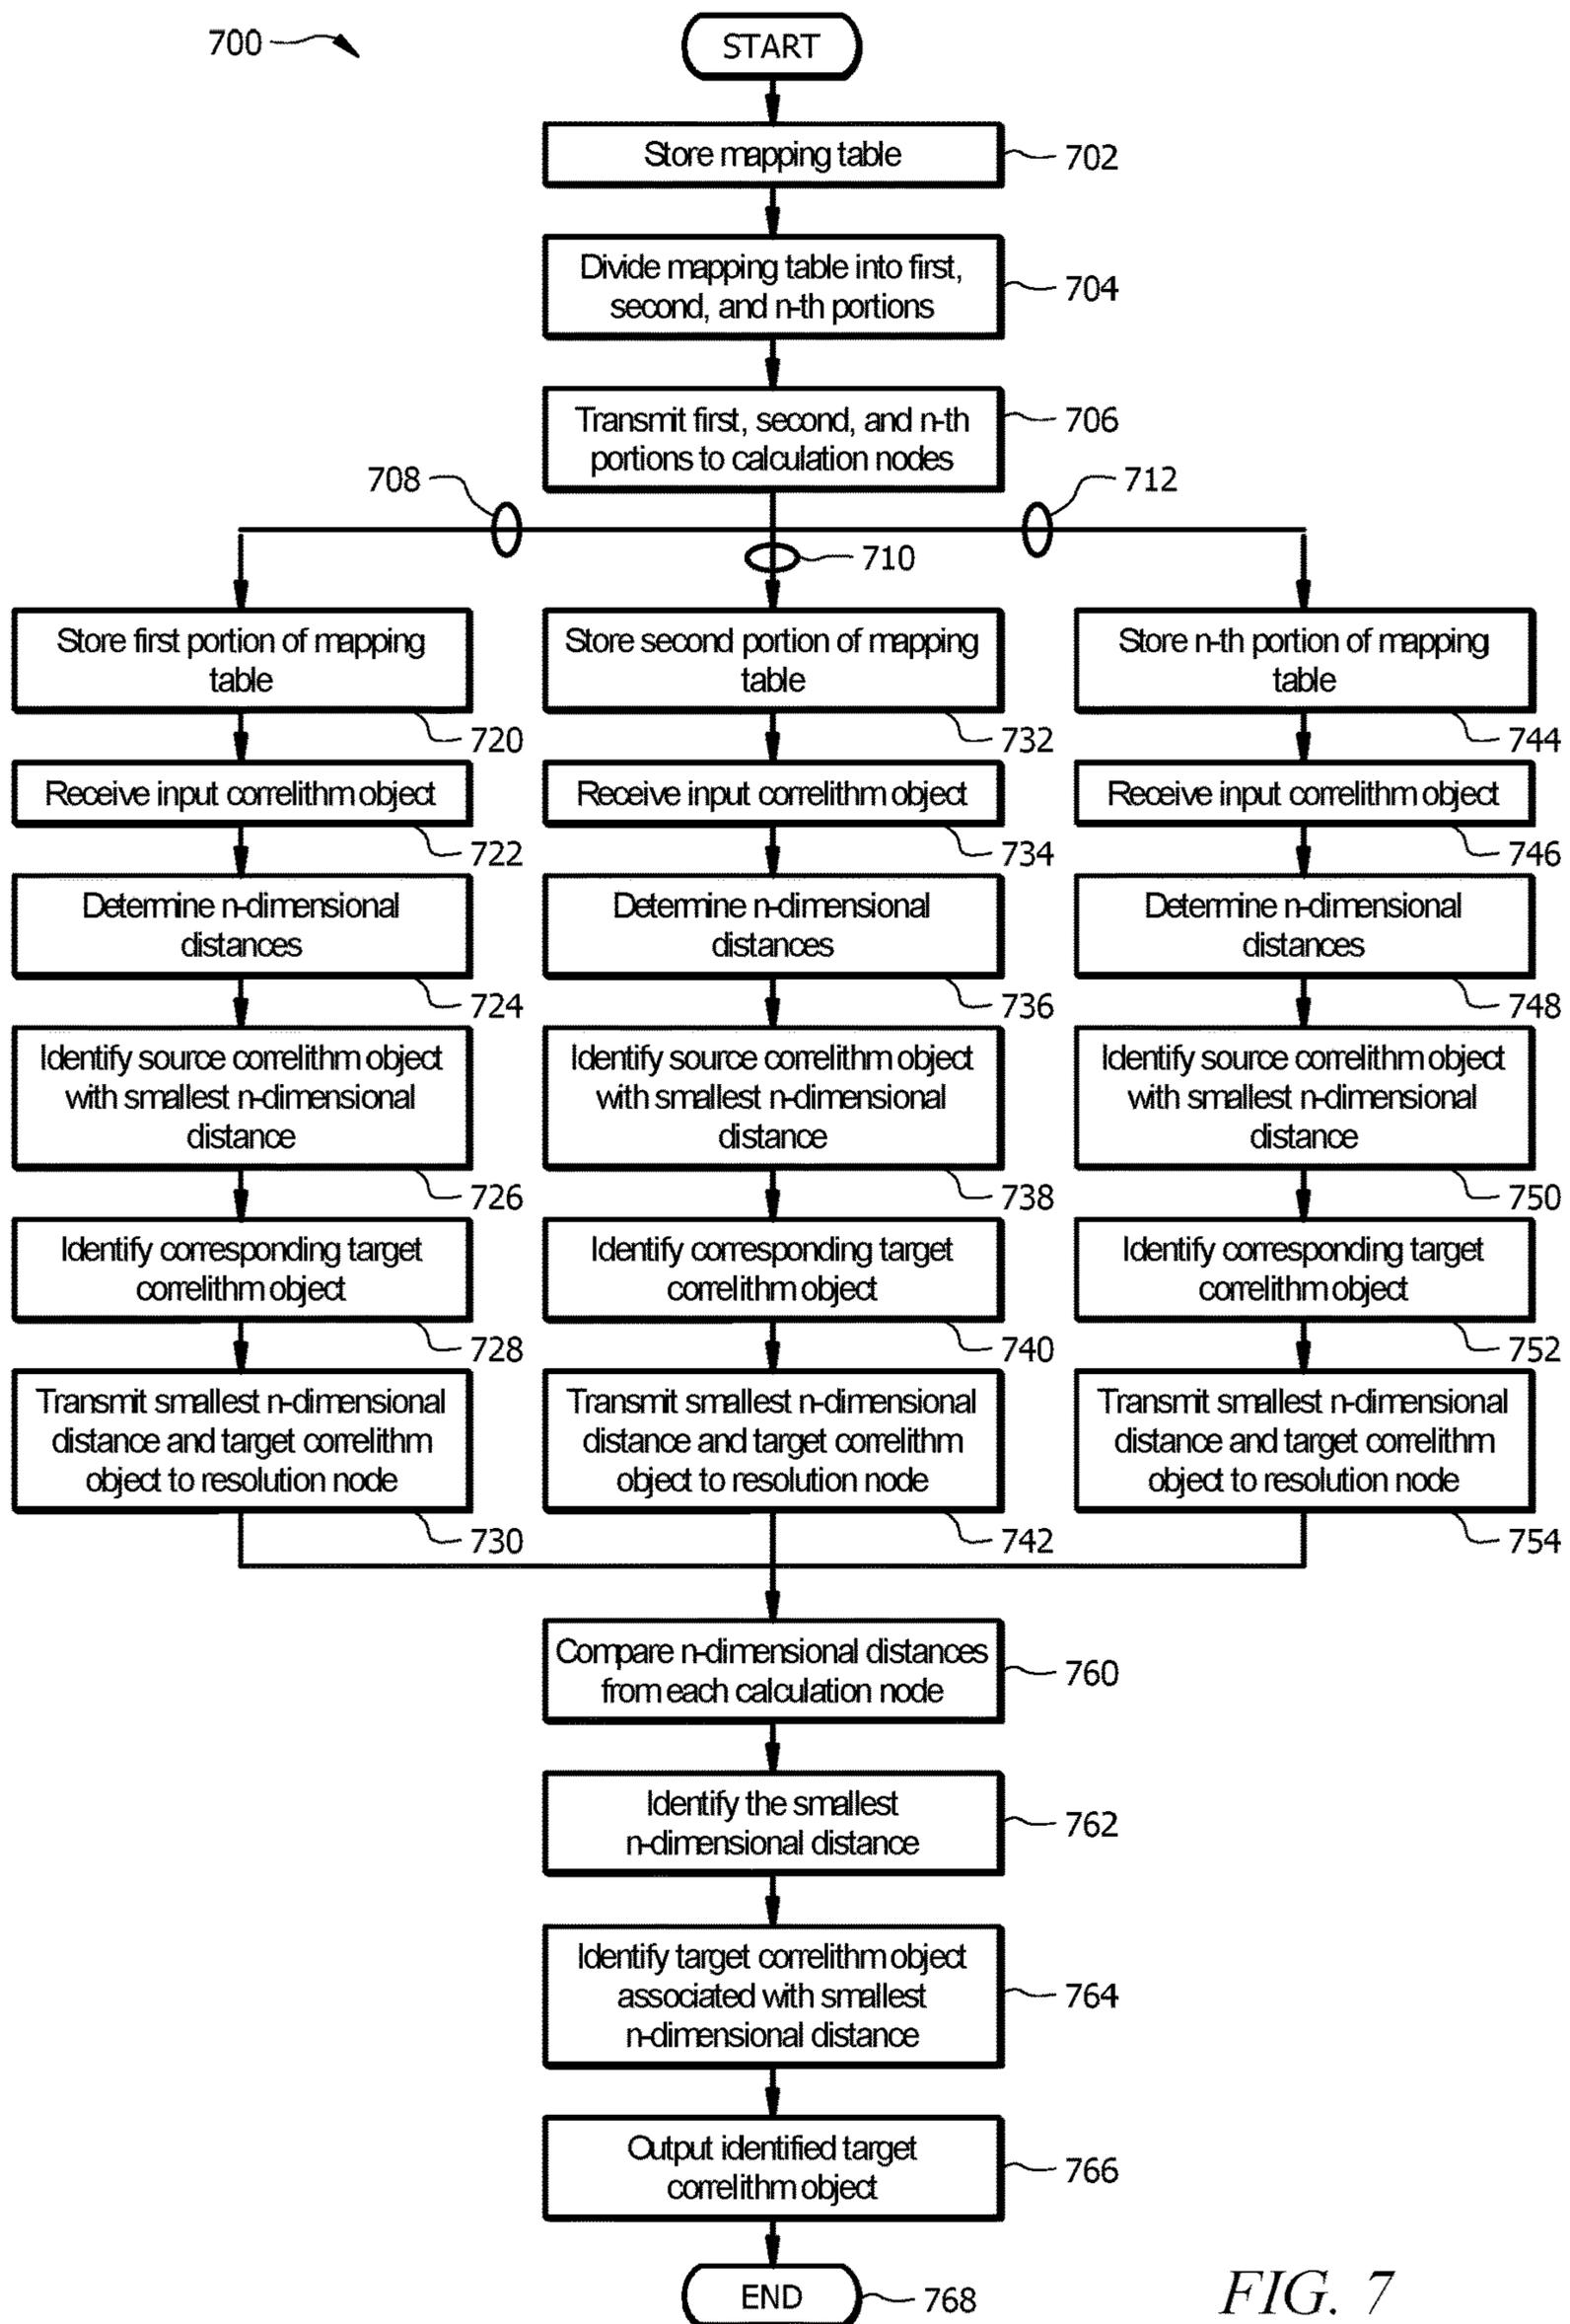 700
START
Store mapping table
702
Divide mapping table into first,
second, and n-th portions
704
Transmit first, second, and n-th
portions to calculation nodes
706
708
710
712
Store first portion of mapping
table
720
Receive input correlithm object
722
Determine n-dimensional
distances
724
Identify source correlithm object
with smallest n-dimensional
distance
726
Identify corresponding target
correlithm object
728
Transmit smallest n-dimensional
distance and target correlithm
object to resolution node
730
Store second portion of mapping
table
732
Receive input correlithm object
734
Determine n-dimensional
distances
736
Identify source correlithm object
with smallest n-dimensional
distance
738
Identify corresponding target
correlithm object
740
Transmit smallest n-dimensional
distance and target correlithm
object to resolution node
742
Store n-th portion of mapping
table
744
Receive input correlithm object
746
Determine n-dimensional
distances
748
Identify source correlithm object
with smallest n-dimensional
distance
750
Identify corresponding target
correlithm object
752
Transmit smallest n-dimensional
distance and target correlithm
object to resolution node
754
Compare n-dimensional distances
from each calculation node
760
Identify the smallest
n-dimensional distance
762
Identify target correlithm object
associated with smallest
n-dimensional distance
764
Output identified target
correlithm object
766
END
768
FIG. 7